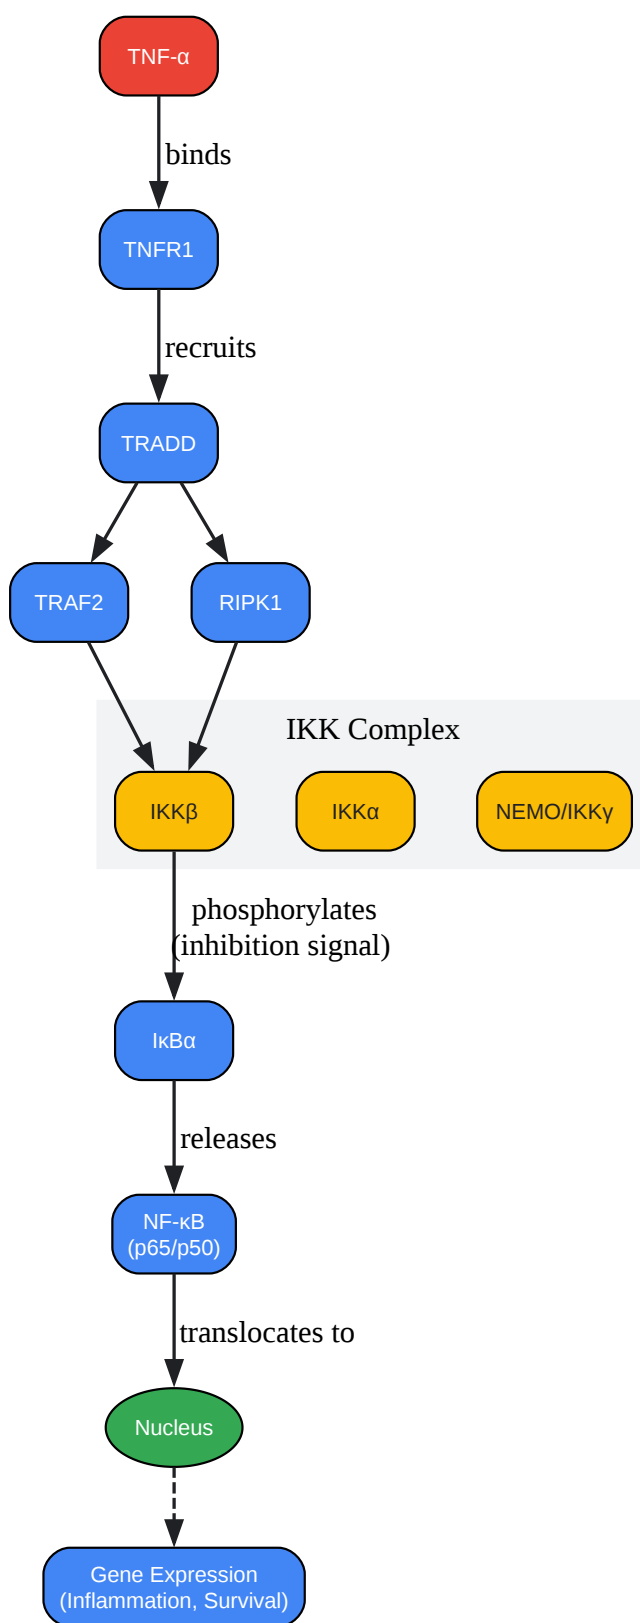 TNF-α
binds
TNFR1
recruits
TRADD
TRAF2
RIPK1
IKK Complex
IKKβ
IKKα
NEMO/IKKγ
phosphorylates
(inhibition signal)
IκBα
releases
NF-κB
(p65/p50)
translocates to
Nucleus
Gene Expression
(Inflammation, Survival)